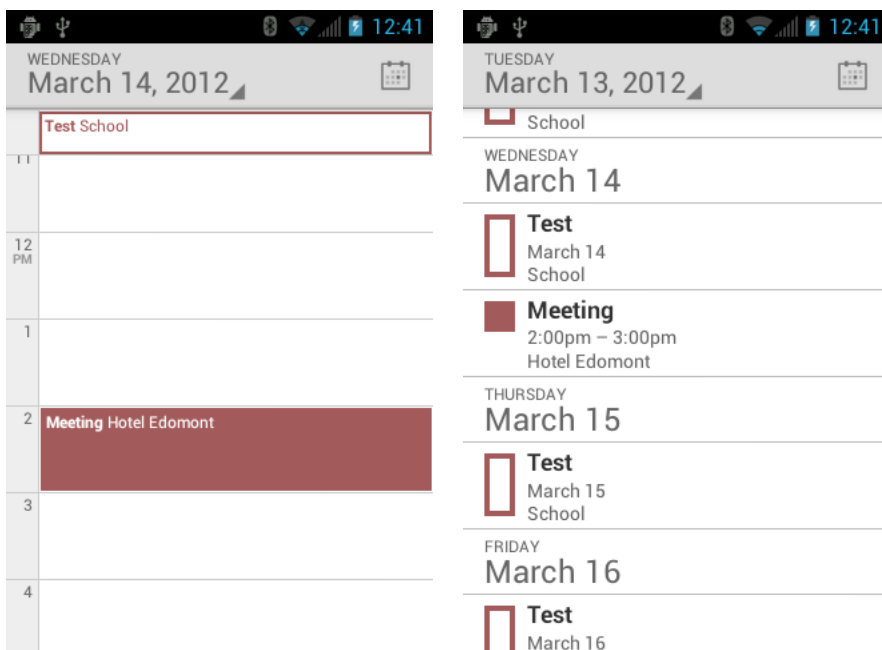 12:41
WEDNESDAY
March 14, 2012
Test School
11
12
PM
1
2
Meeting Hotel Edomont
3
4
12:41
TUESDAY
March 13, 2012
School
WEDNESDAY
March 14
Test
March 14
School
Meeting
2:00pm – 3:00pm
Hotel Edomont
THURSDAY
March 15
Test
March 15
School
FRIDAY
March 16
Test
March 16